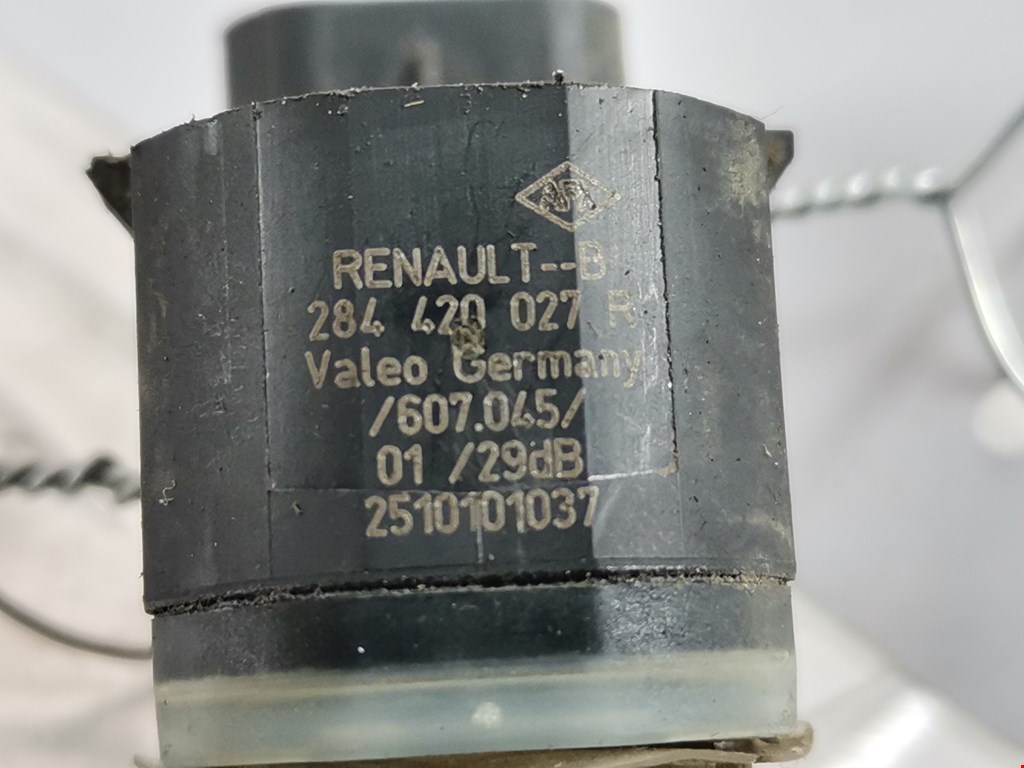 RENAULT--B
284 420 027 R
Valeo Germany
/607.045/
01 /29dB
2510101037